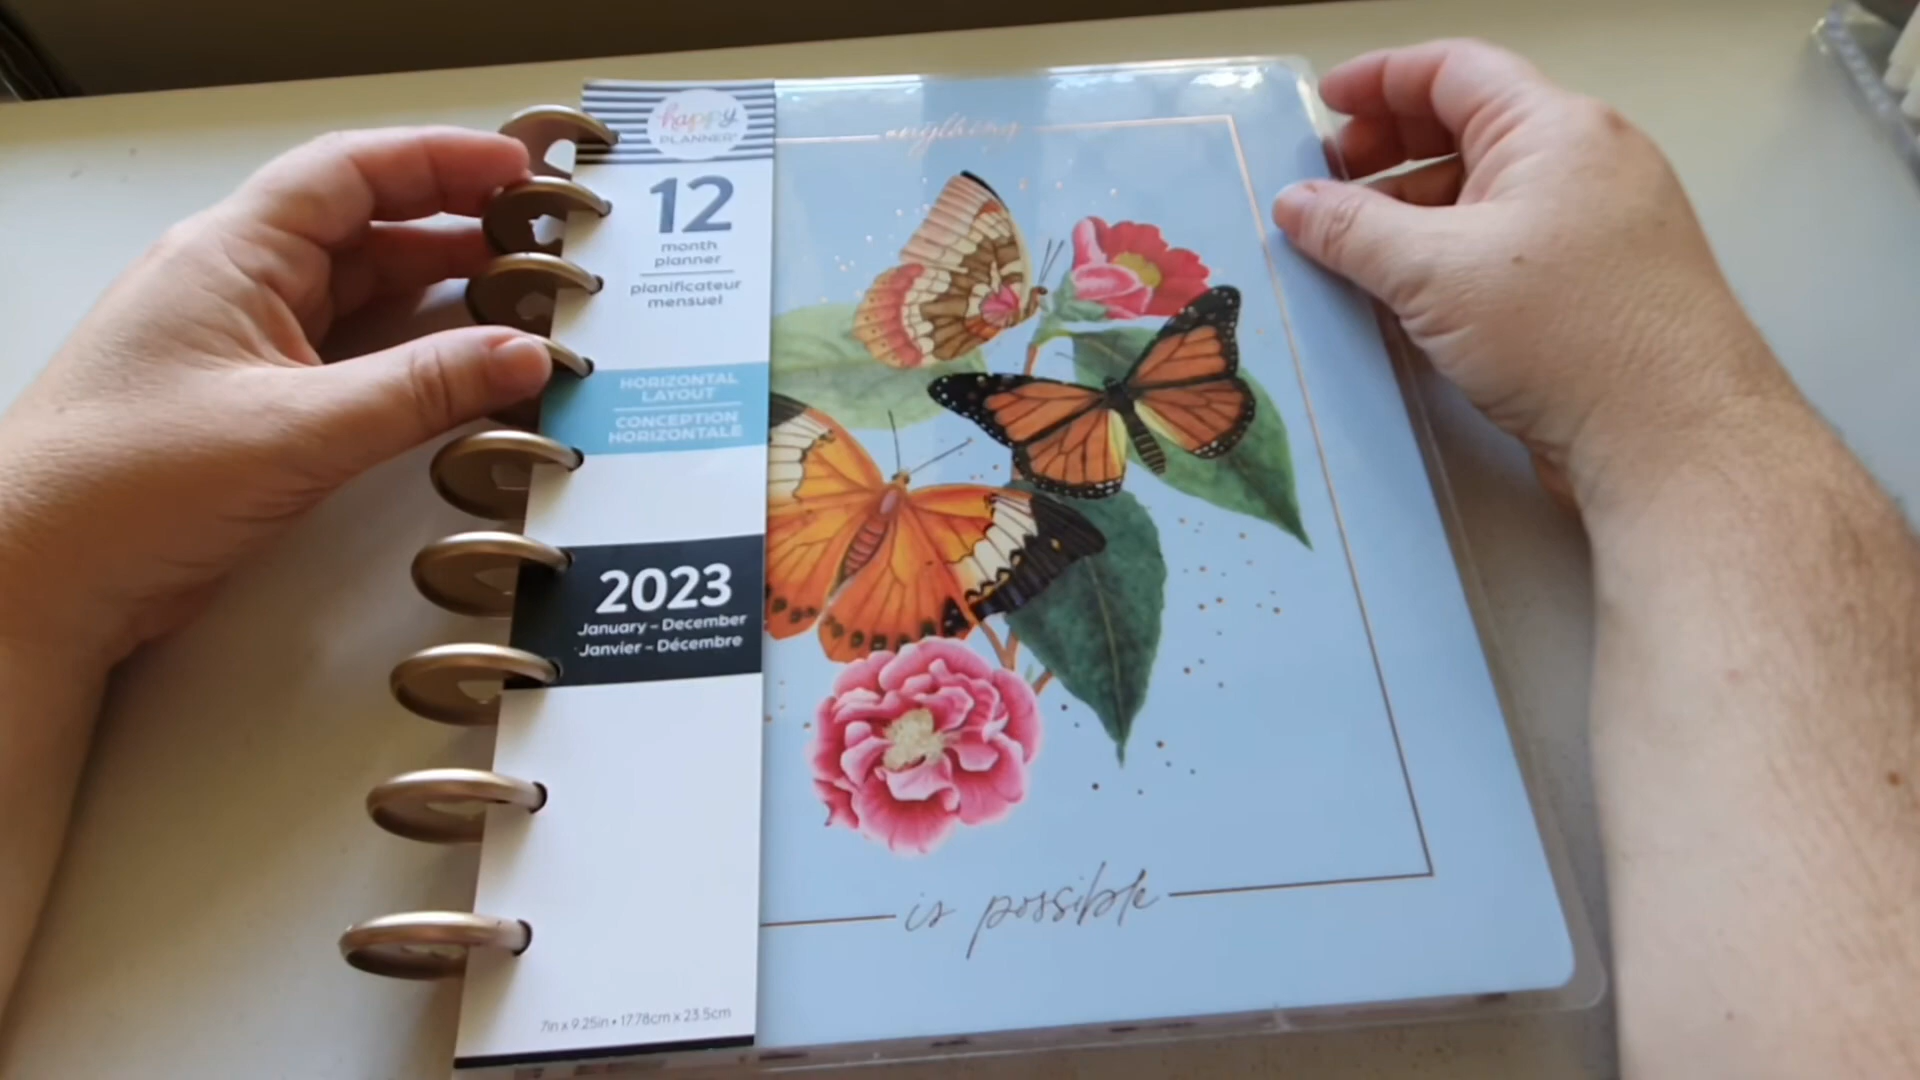 happy
PLANNER®
12
month
planner
planificateur
mensuel
HORIZONTAL
LAYOUT
CONCEPTION
HORIZONTALE
2023
January – December
Janvier – Décembre
7in x 9.25in • 17.78cm x 23.5cm
anything
is possible